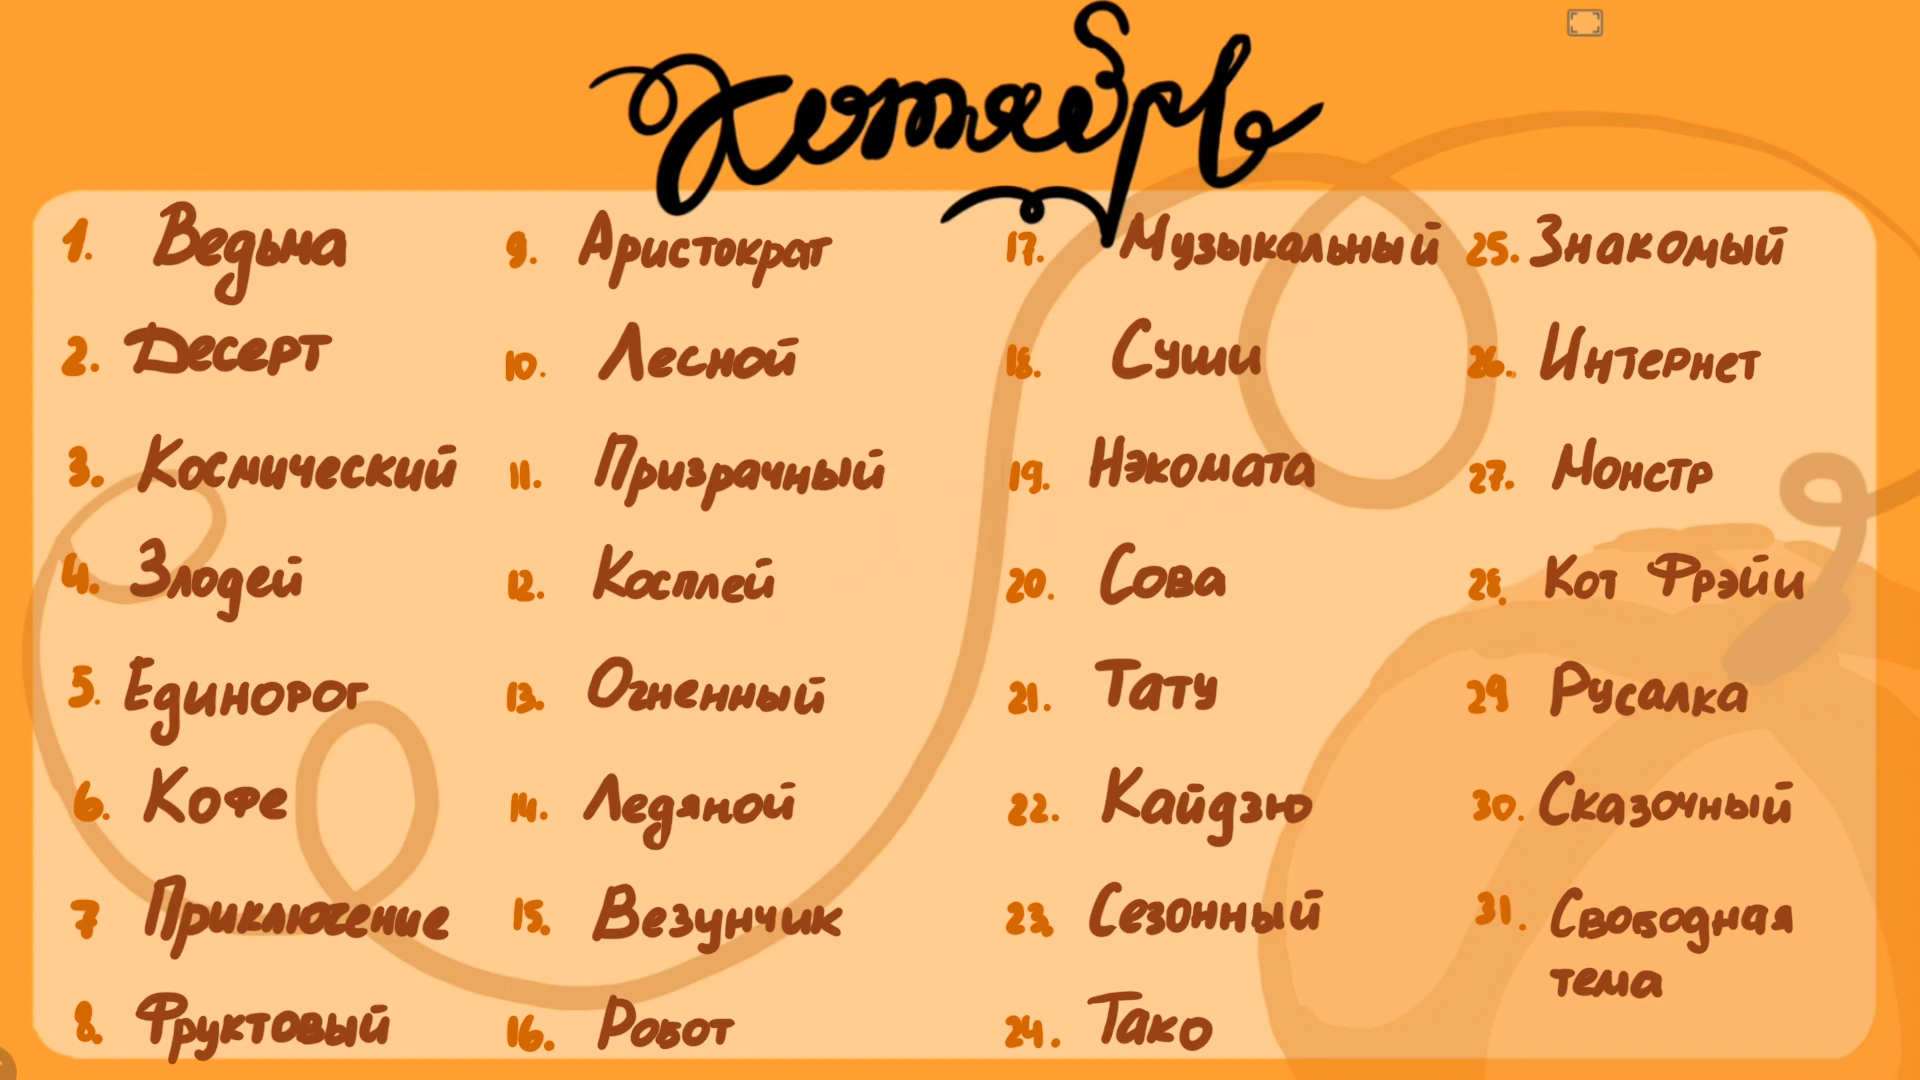 Котябрь
1. Ведьма
2. Десерт
3. Космический
4. Злодей
5. Единорог
6. Кофе
7 Приключение
8. Фруктовый
9. Аристократ
10. Лесной
11. Призрачный
12. Косплей
13. Огненный
14. Ледяной
15. Везунчик
16. Робот
17. Музыкальный
18. Суши
19. Нэкомата
20. Сова
21. Тату
22. Кайдзю
23. Сезонный
24. Тако
25. Знакомый
26. Интернет
27. Монстр
28. Кот Фрэйи
29 Русалка
30. Сказочный
31. Свободная
тема